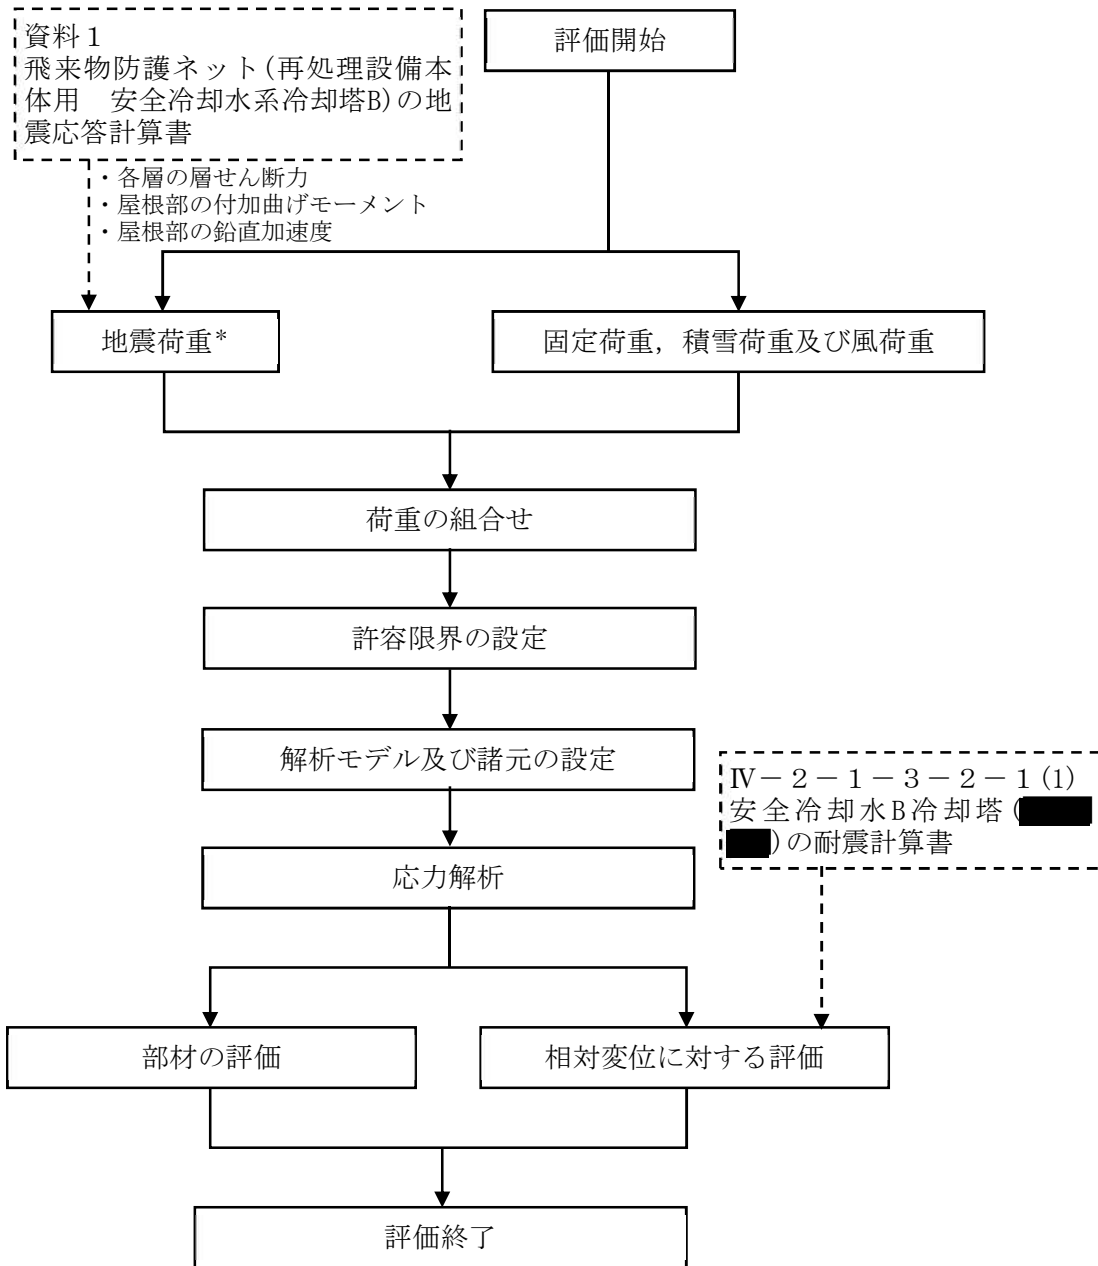 資料１
飛来物防護ネット(再処理設備本
体用　安全冷却水系冷却塔B)の地
震応答計算書
評価開始
・各層の層せん断力
・屋根部の付加曲げモーメント
・屋根部の鉛直加速度
地震荷重*
固定荷重，積雪荷重及び風荷重
荷重の組合せ
許容限界の設定
解析モデル及び諸元の設定
Ⅳ－２－１－３－２－１(1)
安全冷却水B冷却塔(
)の耐震計算書
応力解析
部材の評価
相対変位に対する評価
評価終了